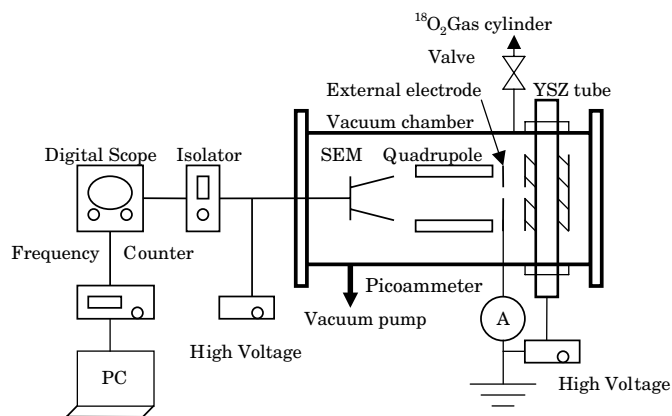 ¹⁸O₂Gas cylinder
Valve
External electrode
YSZ tube
Vacuum chamber
Digital Scope
Isolator
SEM
Quadrupole
Frequency Counter
Picoammeter
Vacuum pump
A
High Voltage
PC
High Voltage